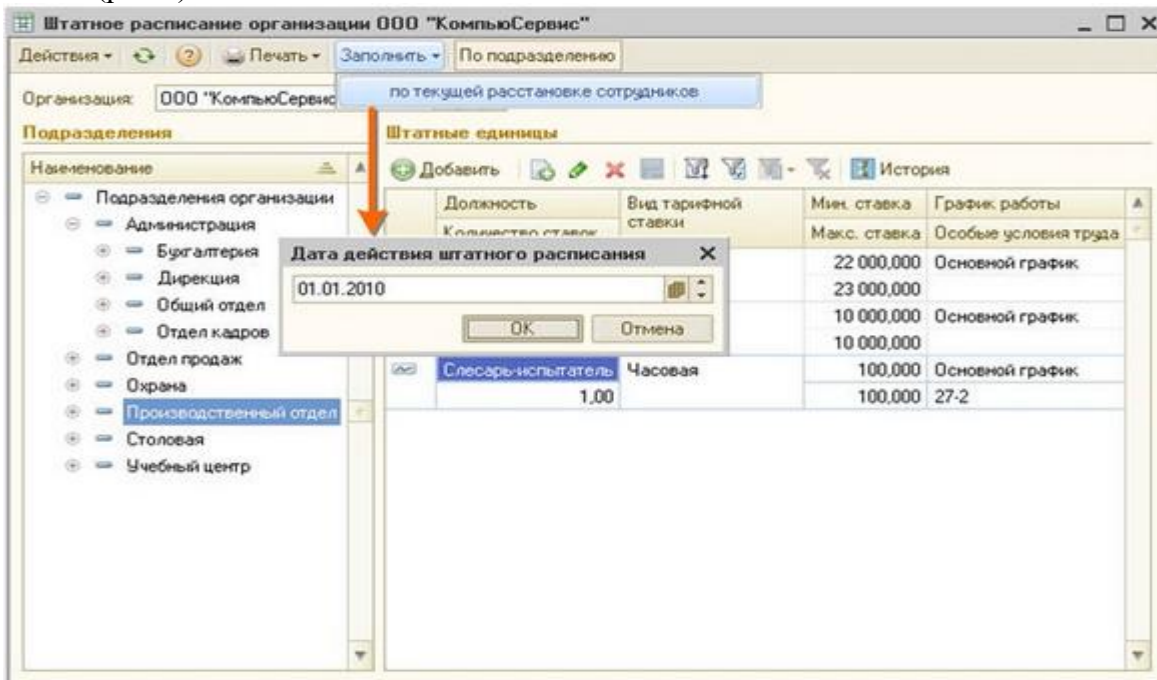 Штатное расписание организации ООО "КомпьюСервис"
Действия Печать Заполнить По подразделению
по текущей расстановке сотрудников
Организация: ООО "КомпьюСервис
Подразделения
Штатные единицы
Наименование
Добавить История
Подразделения организации
Администрация
Бухгалтерия
Дирекция
Общий отдел
Отдел кадров
Отдел продаж
Охрана
Производственный отдел
Столовая
Учебный центр
Должность Вид тарифной ставки Мин. ставка График работы
Количество ставок Макс. ставка Особые условия труда
22 000,000 Основной график
23 000,000
10 000,000 Основной график
10 000,000
Слесарь-испытатель Часовая 100,000 Основной график
1,00 100,000 27-2
Дата действия штатного расписания
01.01.2010
OK Отмена